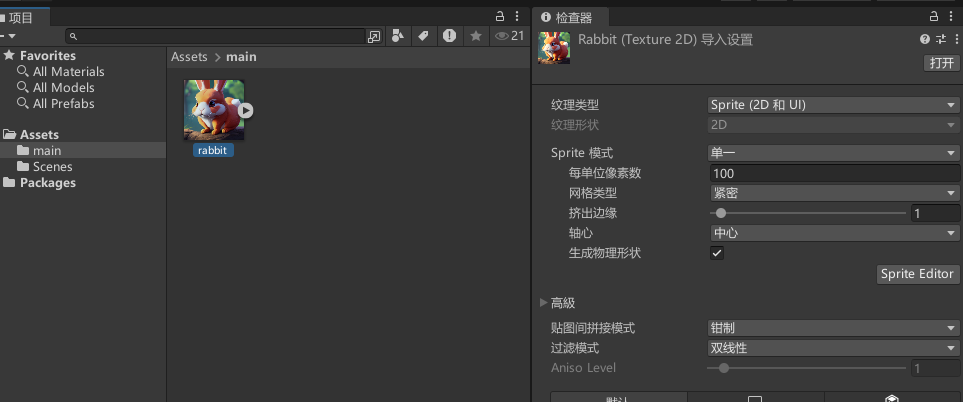 项目
21
Favorites
All Materials
All Models
All Prefabs
Assets
main
Scenes
Packages
Assets > main
rabbit
检查器
Rabbit (Texture 2D) 导入设置
打开
纹理类型 Sprite (2D 和 UI)
纹理形状 2D
Sprite 模式 单一
每单位像素数 100
网格类型 紧密
挤出边缘 1
轴心 中心
生成物理形状
Sprite Editor
高级
贴图间拼接模式 钳制
过滤模式 双线性
Aniso Level 1
默认